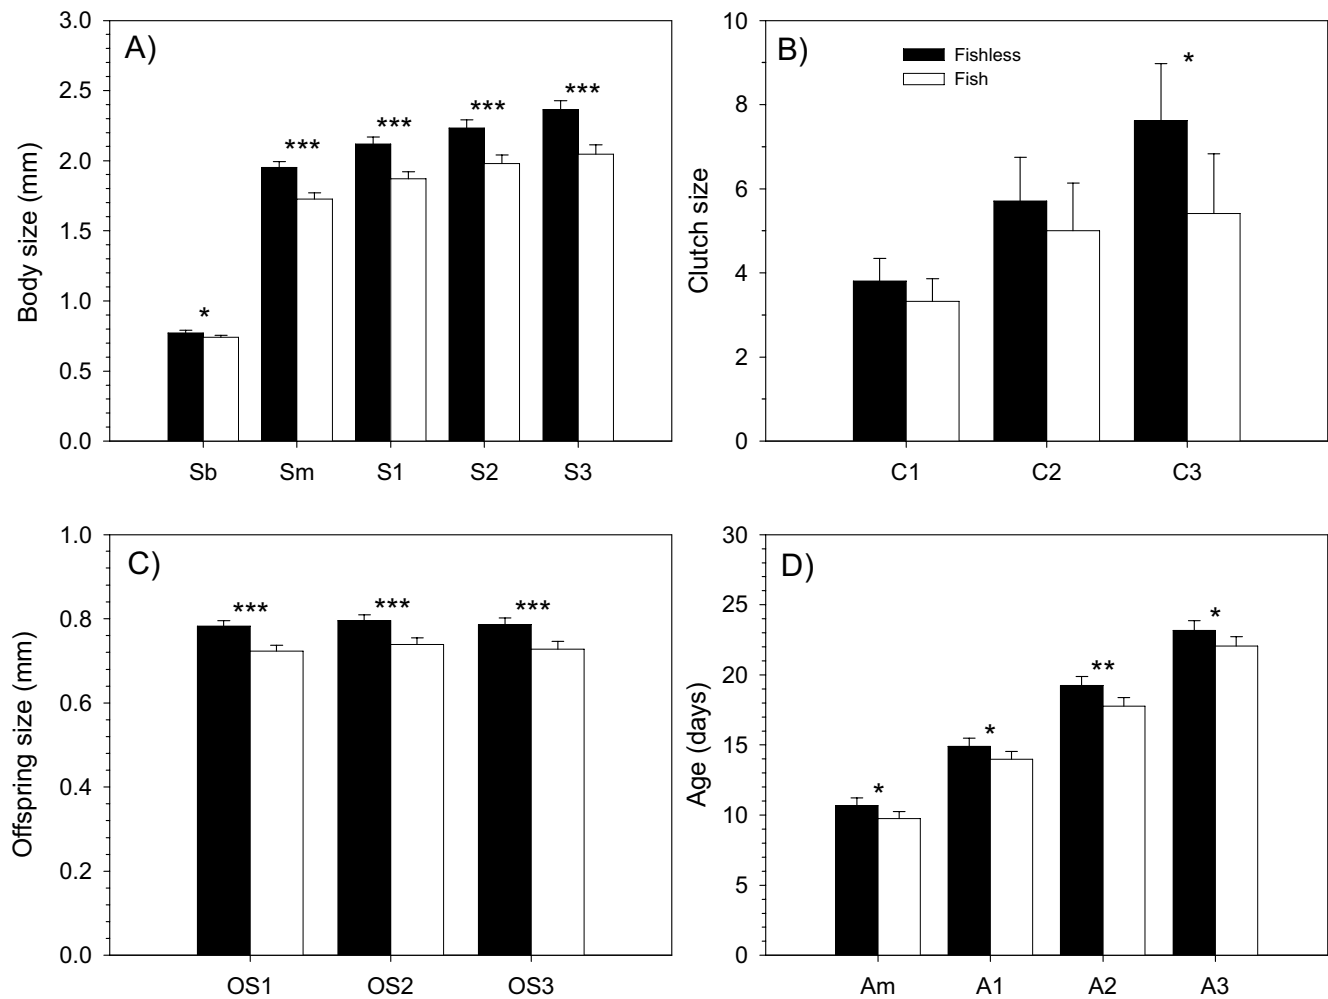 A)
Body size (mm)
3.0
2.5
2.0
1.5
1.0
0.5
0.0
*
***
***
***
***
Sb Sm S1 S2 S3
B)
Fishless
Fish
Clutch size
10
8
6
4
2
0
*
C1 C2 C3
C)
Offspring size (mm)
1.0
0.8
0.6
0.4
0.2
0.0
***
***
***
OS1 OS2 OS3
D)
Age (days)
30
25
20
15
10
5
0
*
*
**
*
Am A1 A2 A3